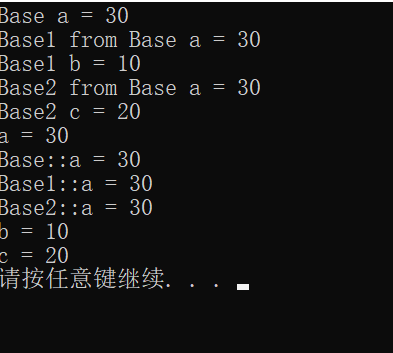 Base a = 30
Base1 from Base a = 30
Base1 b = 10
Base2 from Base a = 30
Base2 c = 20
a = 30
Base::a = 30
Base1::a = 30
Base2::a = 30
b = 10
c = 20
请按任意键继续. . .